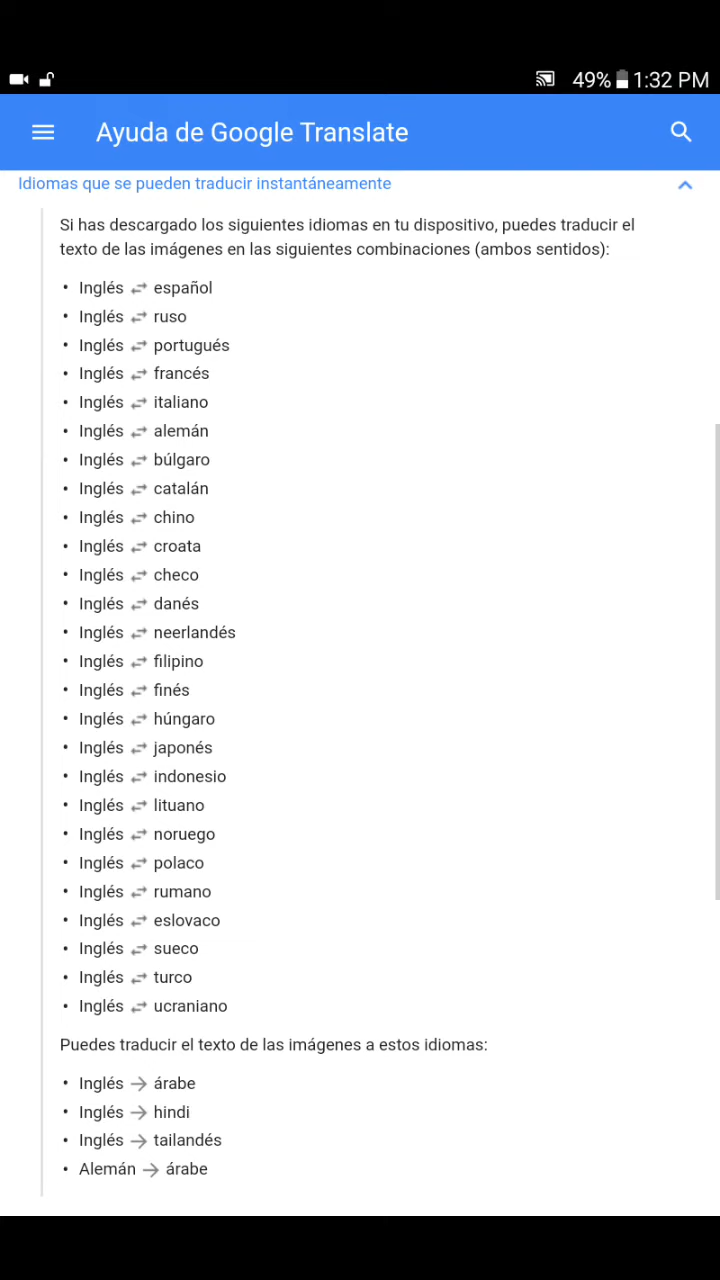 49% 1:32 PM
Ayuda de Google Translate
Idiomas que se pueden traducir instantáneamente
Si has descargado los siguientes idiomas en tu dispositivo, puedes traducir el
texto de las imágenes en las siguientes combinaciones (ambos sentidos):
• Inglés ⇄ español
• Inglés ⇄ ruso
• Inglés ⇄ portugués
• Inglés ⇄ francés
• Inglés ⇄ italiano
• Inglés ⇄ alemán
• Inglés ⇄ búlgaro
• Inglés ⇄ catalán
• Inglés ⇄ chino
• Inglés ⇄ croata
• Inglés ⇄ checo
• Inglés ⇄ danés
• Inglés ⇄ neerlandés
• Inglés ⇄ filipino
• Inglés ⇄ finés
• Inglés ⇄ húngaro
• Inglés ⇄ japonés
• Inglés ⇄ indonesio
• Inglés ⇄ lituano
• Inglés ⇄ noruego
• Inglés ⇄ polaco
• Inglés ⇄ rumano
• Inglés ⇄ eslovaco
• Inglés ⇄ sueco
• Inglés ⇄ turco
• Inglés ⇄ ucraniano
Puedes traducir el texto de las imágenes a estos idiomas:
• Inglés → árabe
• Inglés → hindi
• Inglés → tailandés
• Alemán → árabe